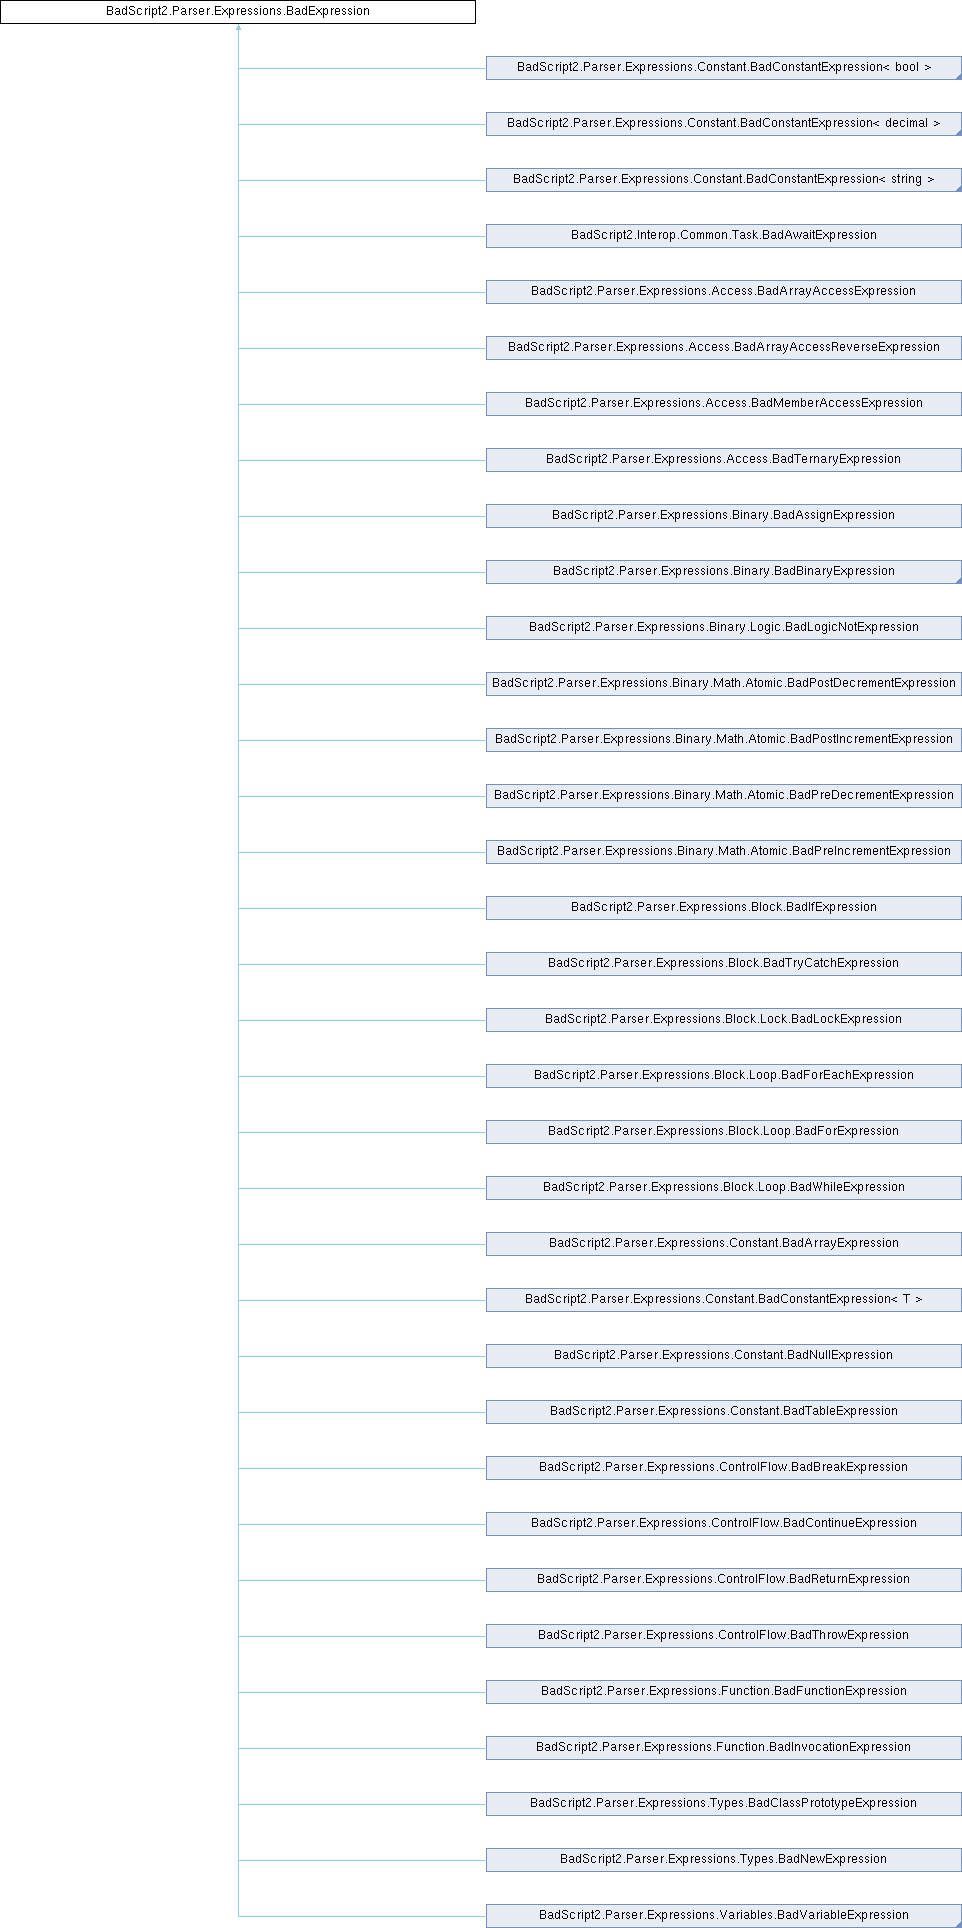 BadScript2.Parser.Expressions.BadExpression
BadScript2.Parser.Expressions.Constant.BadConstantExpression< bool >
BadScript2.Parser.Expressions.Constant.BadConstantExpression< decimal >
BadScript2.Parser.Expressions.Constant.BadConstantExpression< string >
BadScript2.Interop.Common.Task.BadAwaitExpression
BadScript2.Parser.Expressions.Access.BadArrayAccessExpression
BadScript2.Parser.Expressions.Access.BadArrayAccessReverseExpression
BadScript2.Parser.Expressions.Access.BadMemberAccessExpression
BadScript2.Parser.Expressions.Access.BadTernaryExpression
BadScript2.Parser.Expressions.Binary.BadAssignExpression
BadScript2.Parser.Expressions.Binary.BadBinaryExpression
BadScript2.Parser.Expressions.Binary.Logic.BadLogicNotExpression
BadScript2.Parser.Expressions.Binary.Math.Atomic.BadPostDecrementExpression
BadScript2.Parser.Expressions.Binary.Math.Atomic.BadPostIncrementExpression
BadScript2.Parser.Expressions.Binary.Math.Atomic.BadPreDecrementExpression
BadScript2.Parser.Expressions.Binary.Math.Atomic.BadPreIncrementExpression
BadScript2.Parser.Expressions.Block.BadIfExpression
BadScript2.Parser.Expressions.Block.BadTryCatchExpression
BadScript2.Parser.Expressions.Block.Lock.BadLockExpression
BadScript2.Parser.Expressions.Block.Loop.BadForEachExpression
BadScript2.Parser.Expressions.Block.Loop.BadForExpression
BadScript2.Parser.Expressions.Block.Loop.BadWhileExpression
BadScript2.Parser.Expressions.Constant.BadArrayExpression
BadScript2.Parser.Expressions.Constant.BadConstantExpression< T >
BadScript2.Parser.Expressions.Constant.BadNullExpression
BadScript2.Parser.Expressions.Constant.BadTableExpression
BadScript2.Parser.Expressions.ControlFlow.BadBreakExpression
BadScript2.Parser.Expressions.ControlFlow.BadContinueExpression
BadScript2.Parser.Expressions.ControlFlow.BadReturnExpression
BadScript2.Parser.Expressions.ControlFlow.BadThrowExpression
BadScript2.Parser.Expressions.Function.BadFunctionExpression
BadScript2.Parser.Expressions.Function.BadInvocationExpression
BadScript2.Parser.Expressions.Types.BadClassPrototypeExpression
BadScript2.Parser.Expressions.Types.BadNewExpression
BadScript2.Parser.Expressions.Variables.BadVariableExpression